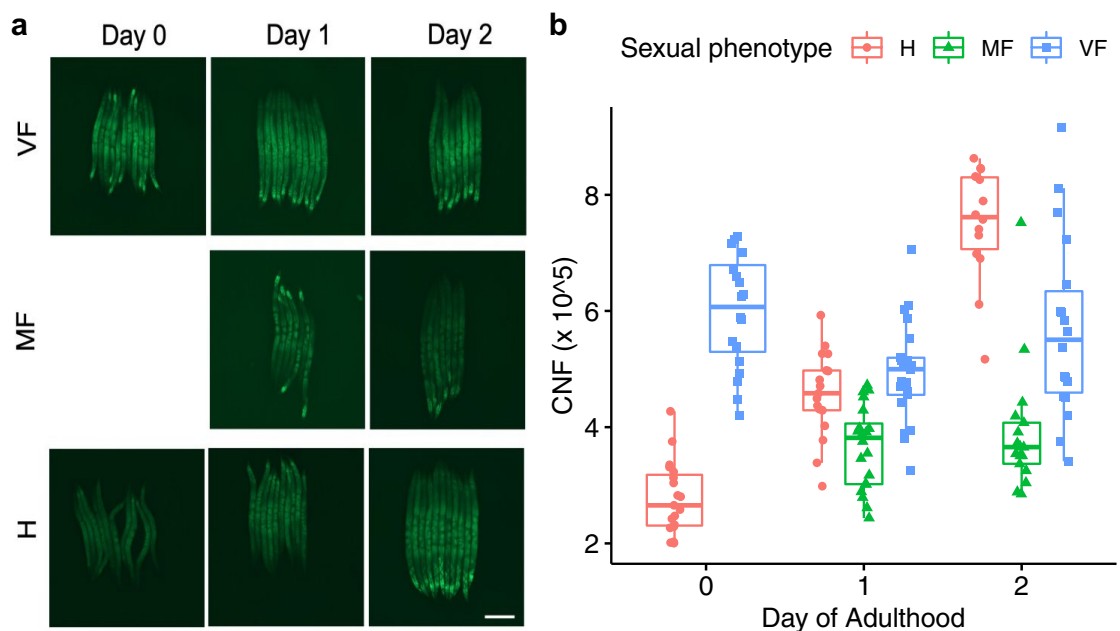 a
Day 0 Day 1 Day 2
VF
MF
H
b
Sexual phenotype H MF VF
CNF (x 10^5)
8
6
4
2
0 1 2
Day of Adulthood